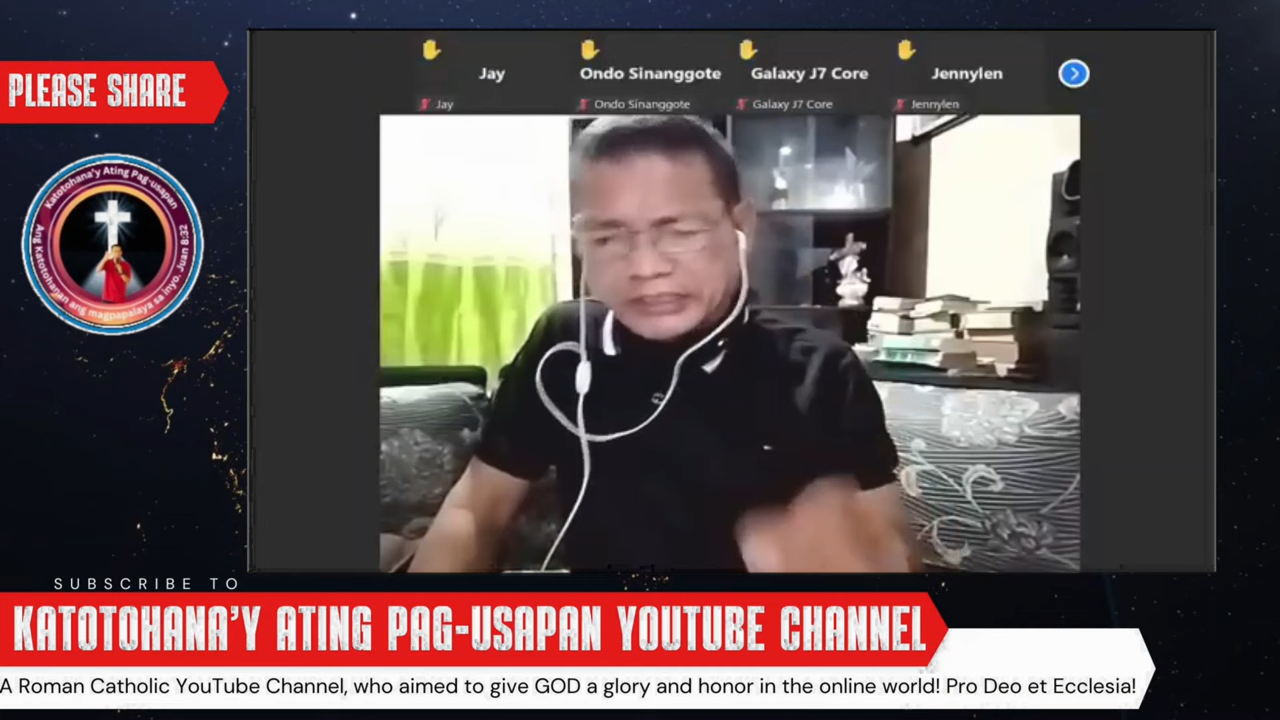 PLEASE SHARE
Katotohana'y Ating Pag-usapan
Ang Katotohanan ang magpapalaya sa inyo. Juan 8:32
Jay
Ondo Sinanggote
Galaxy J7 Core
Jennylen
Jay
Ondo Sinanggote
Galaxy J7 Core
Jennylen
SUBSCRIBE TO
KATOTOHANA'Y ATING PAG-USAPAN YOUTUBE CHANNEL
A Roman Catholic YouTube Channel, who aimed to give GOD a glory and honor in the online world! Pro Deo et Ecclesia!